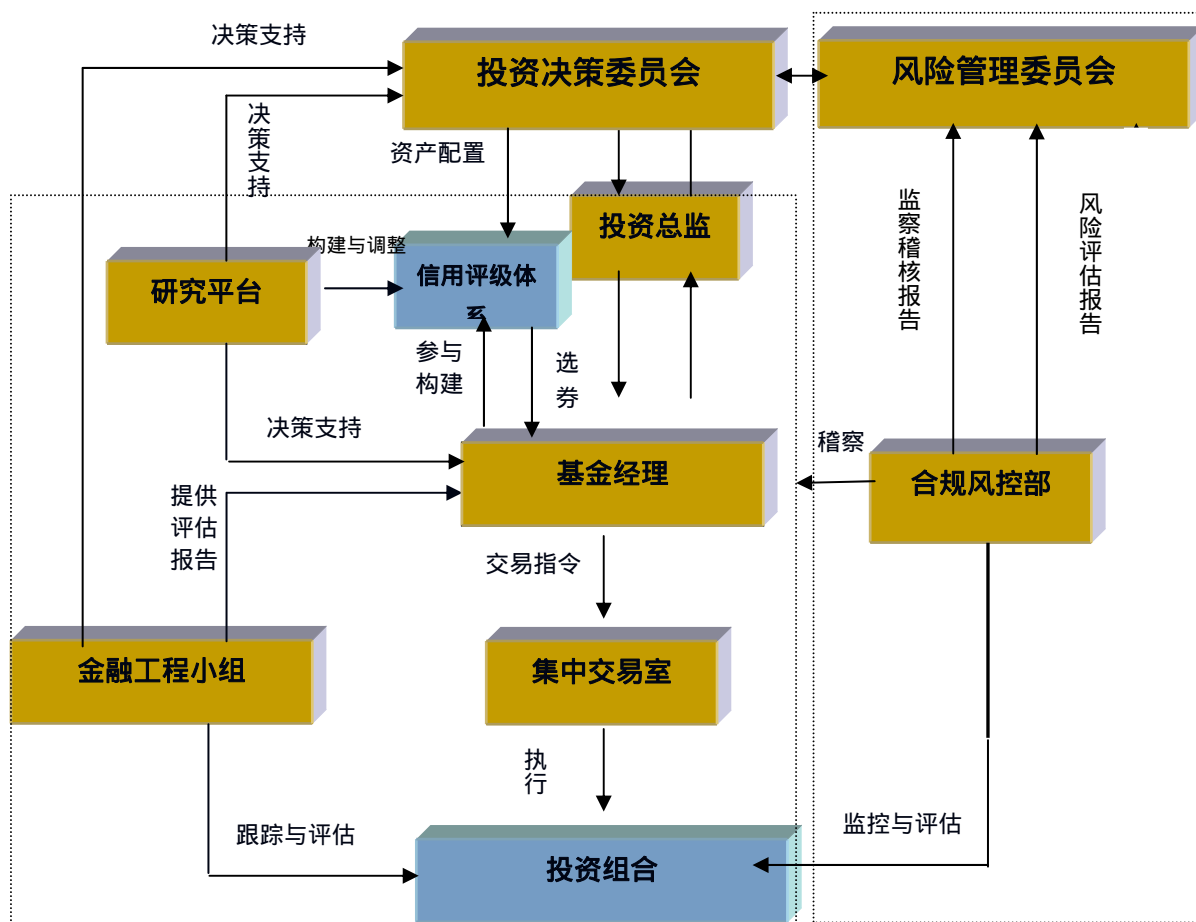 决策支持
投资决策委员会
风险管理委员会
决策支持
资产配置
监察稽核报告
风险评估报告
投资总监
构建与调整
研究平台
信用评级体
系
参与
构建
选
券
决策支持
基金经理
稽察
合规风控部
提供
评估
报告
交易指令
金融工程小组
集中交易室
执行
跟踪与评估
监控与评估
投资组合